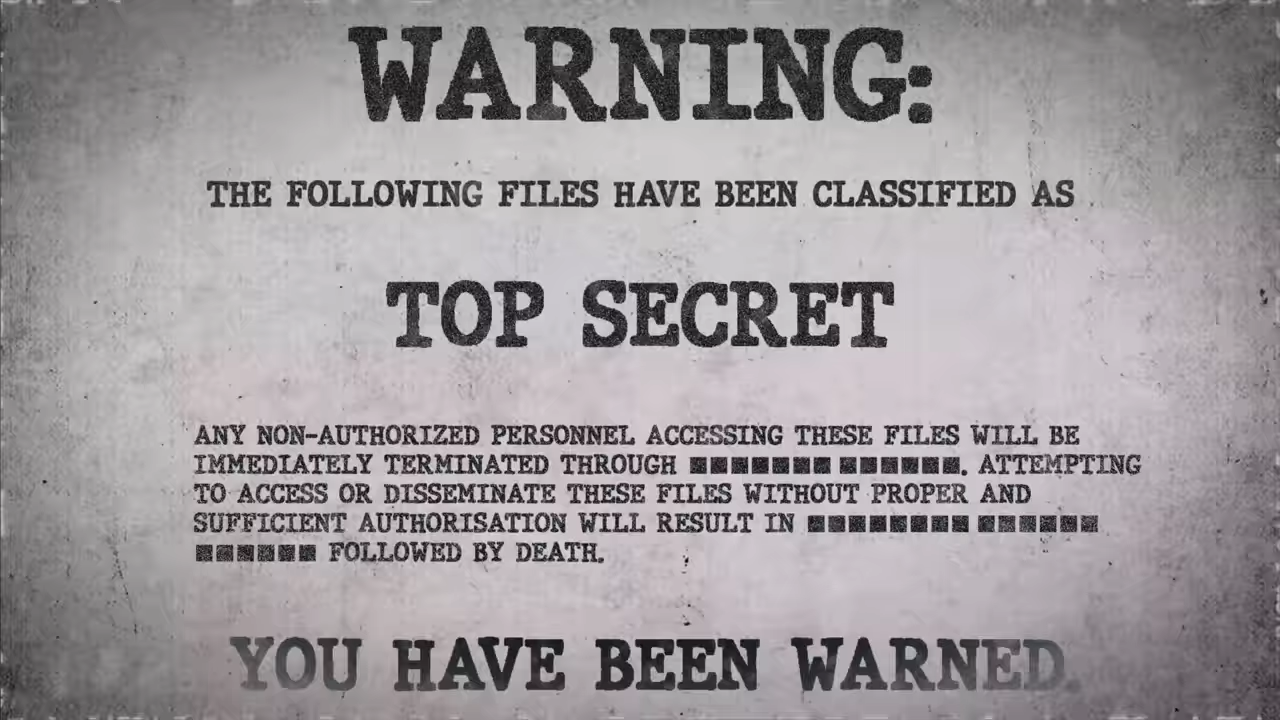 WARNING:
THE FOLLOWING FILES HAVE BEEN CLASSIFIED AS
TOP SECRET
ANY NON-AUTHORIZED PERSONNEL ACCESSING THESE FILES WILL BE
IMMEDIATELY TERMINATED THROUGH ■■■■■■■ ■■■■■■. ATTEMPTING
TO ACCESS OR DISSEMINATE THESE FILES WITHOUT PROPER AND
SUFFICIENT AUTHORISATION WILL RESULT IN ■■■■■■■■ ■■■■■■
■■■■■■ FOLLOWED BY DEATH.
YOU HAVE BEEN WARNED.